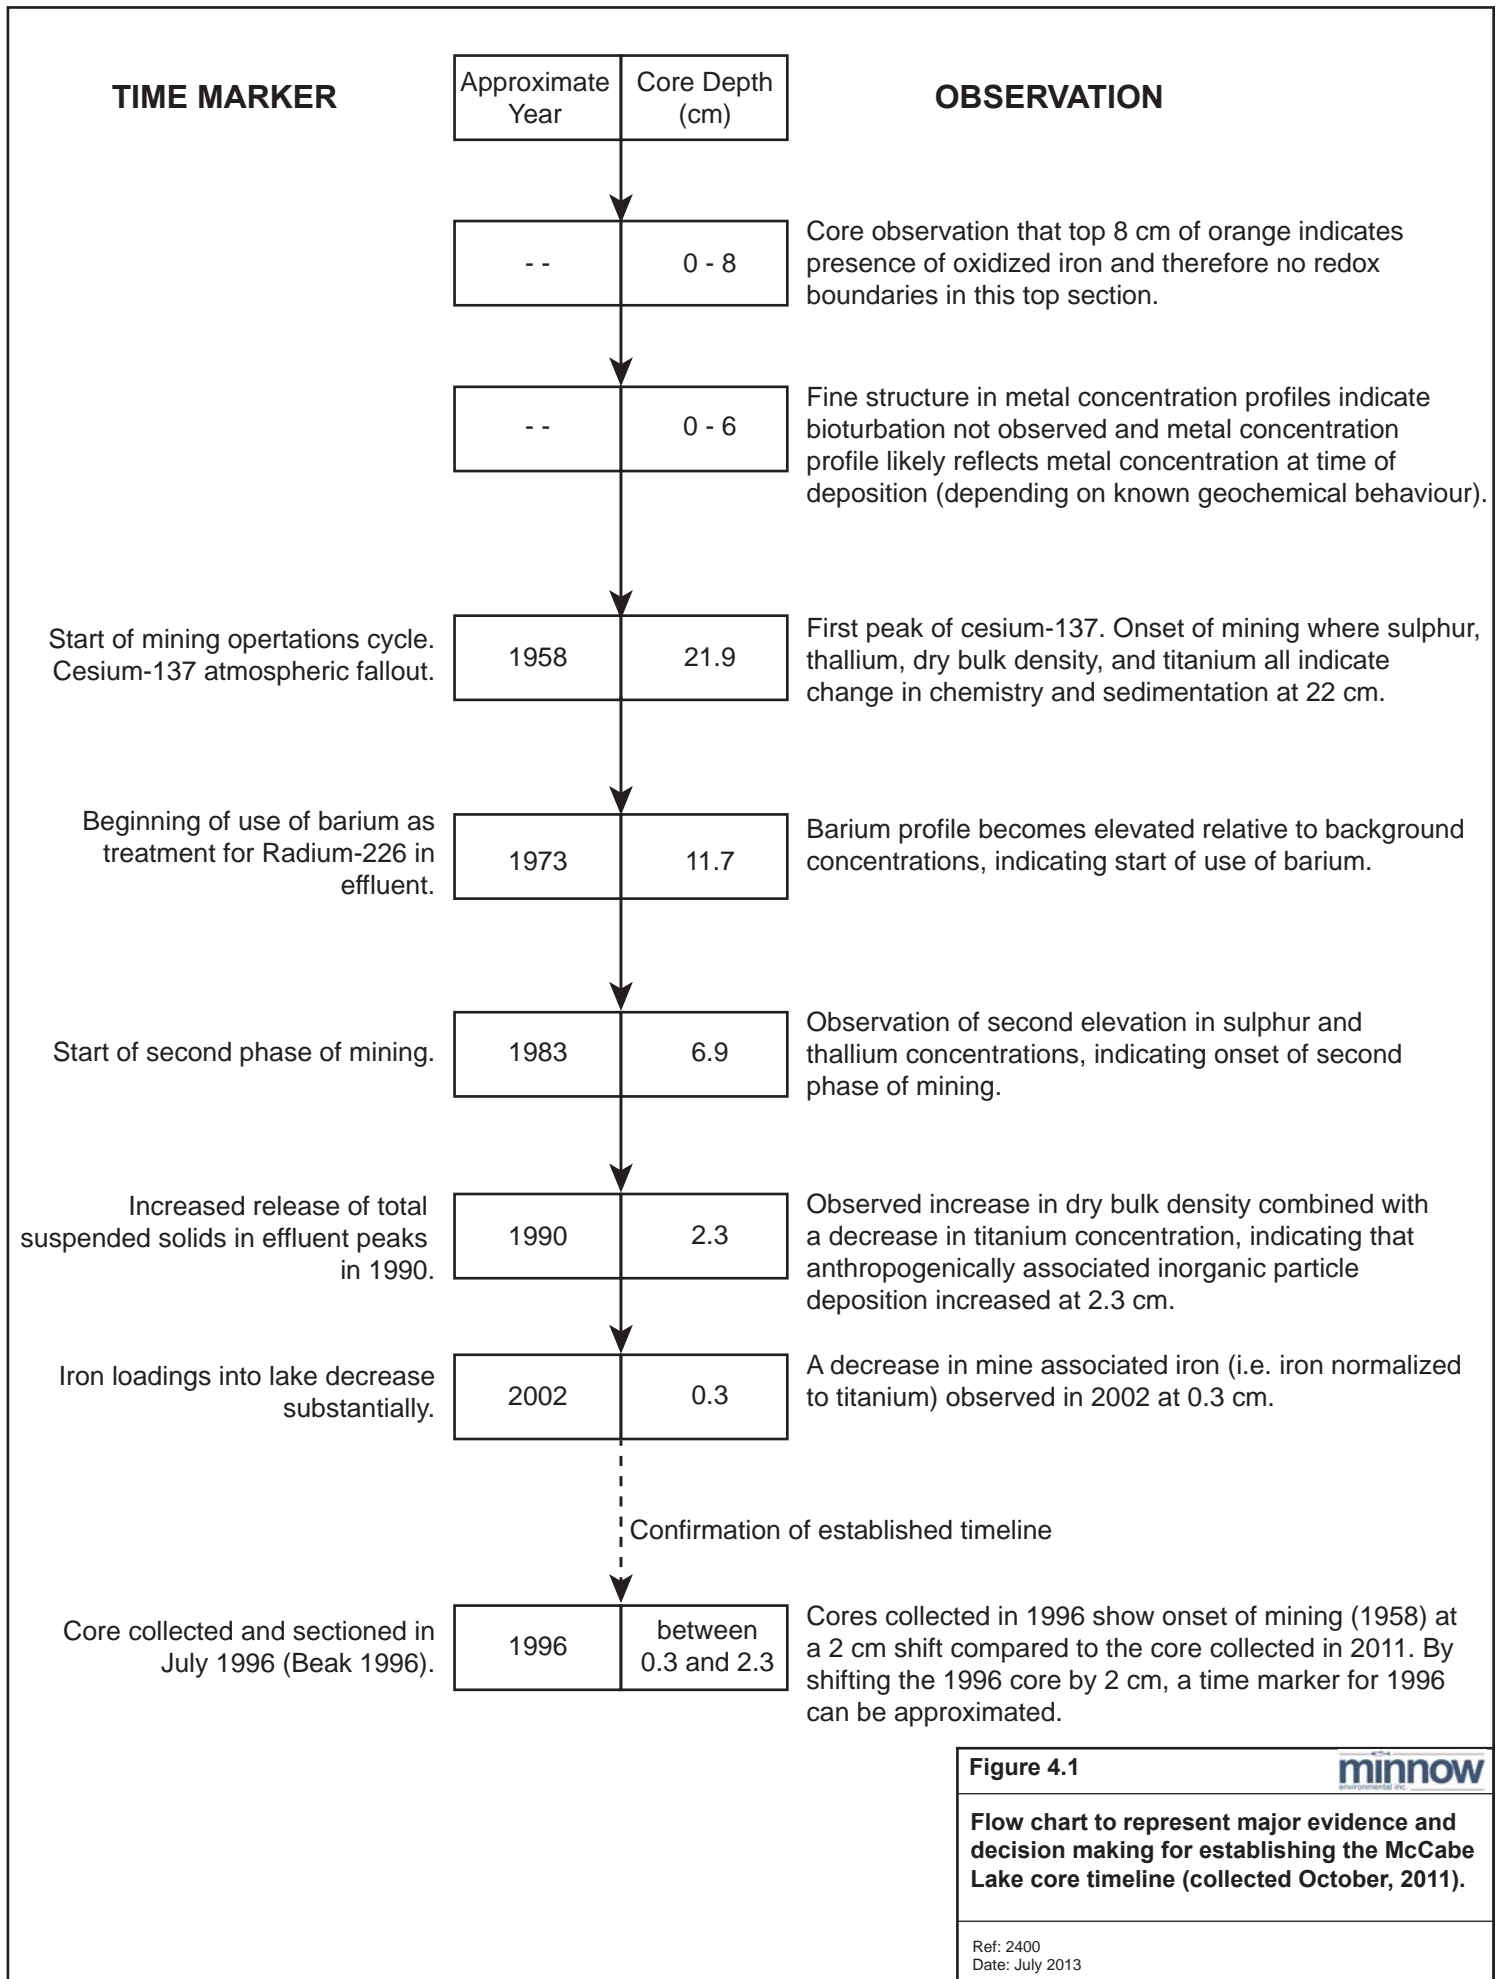 TIME MARKER
Approximate
Year
Core Depth
(cm)
OBSERVATION
- -
0 - 8
Core observation that top 8 cm of orange indicates
presence of oxidized iron and therefore no redox
boundaries in this top section.
- -
0 - 6
Fine structure in metal concentration profiles indicate
bioturbation not observed and metal concentration
profile likely reflects metal concentration at time of
deposition (depending on known geochemical behaviour).
Start of mining opertations cycle.
Cesium-137 atmospheric fallout.
1958
21.9
First peak of cesium-137. Onset of mining where sulphur,
thallium, dry bulk density, and titanium all indicate
change in chemistry and sedimentation at 22 cm.
Beginning of use of barium as
treatment for Radium-226 in
effluent.
1973
11.7
Barium profile becomes elevated relative to background
concentrations, indicating start of use of barium.
Start of second phase of mining.
1983
6.9
Observation of second elevation in sulphur and
thallium concentrations, indicating onset of second
phase of mining.
Increased release of total
suspended solids in effluent peaks
in 1990.
1990
2.3
Observed increase in dry bulk density combined with
a decrease in titanium concentration, indicating that
anthropogenically associated inorganic particle
deposition increased at 2.3 cm.
Iron loadings into lake decrease
substantially.
2002
0.3
A decrease in mine associated iron (i.e. iron normalized
to titanium) observed in 2002 at 0.3 cm.
Confirmation of established timeline
Core collected and sectioned in
July 1996 (Beak 1996).
1996
between
0.3 and 2.3
Cores collected in 1996 show onset of mining (1958) at
a 2 cm shift compared to the core collected in 2011. By
shifting the 1996 core by 2 cm, a time marker for 1996
can be approximated.
Figure 4.1
minnow
environmental inc.
Flow chart to represent major evidence and
decision making for establishing the McCabe
Lake core timeline (collected October, 2011).
Ref: 2400
Date: July 2013